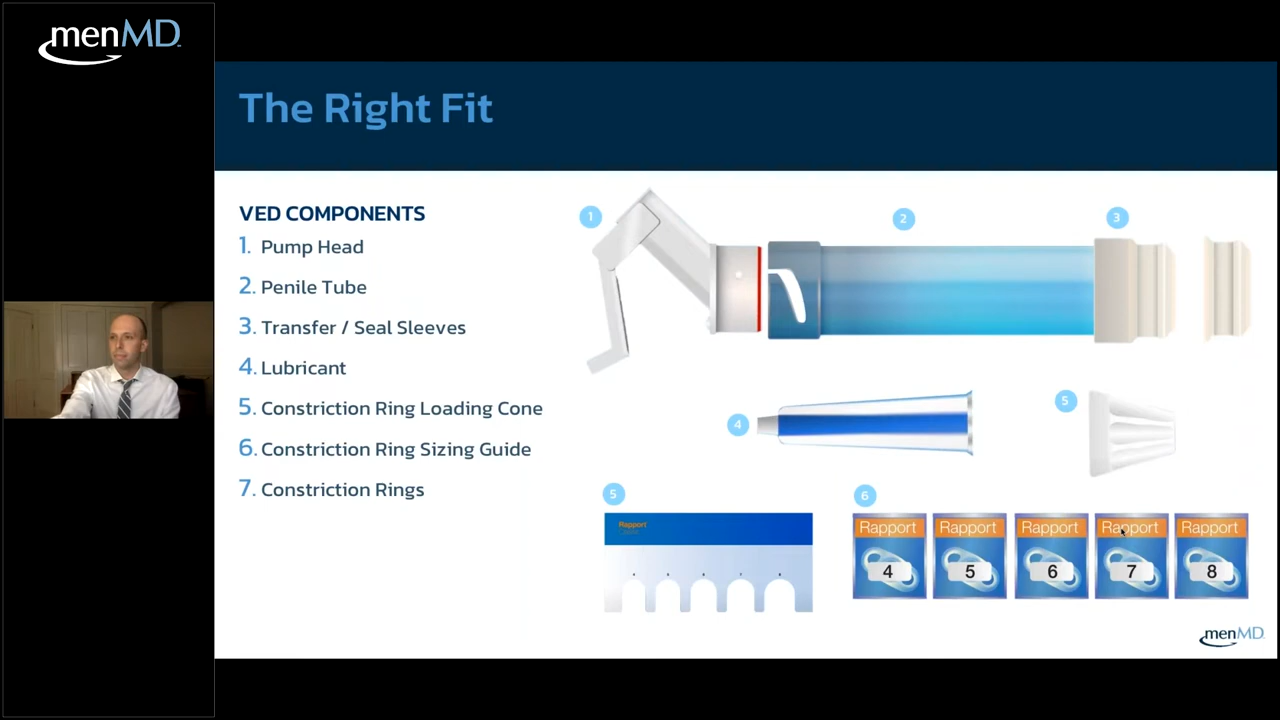 menMD
The Right Fit
VED COMPONENTS
1. Pump Head
2. Penile Tube
3. Transfer / Seal Sleeves
4. Lubricant
5. Constriction Ring Loading Cone
6. Constriction Ring Sizing Guide
7. Constriction Rings
1
2
3
4
5
5
6
Rapport
Rapport
Rapport
Rapport
Rapport
Rapport
4
5
6
7
8
menMD